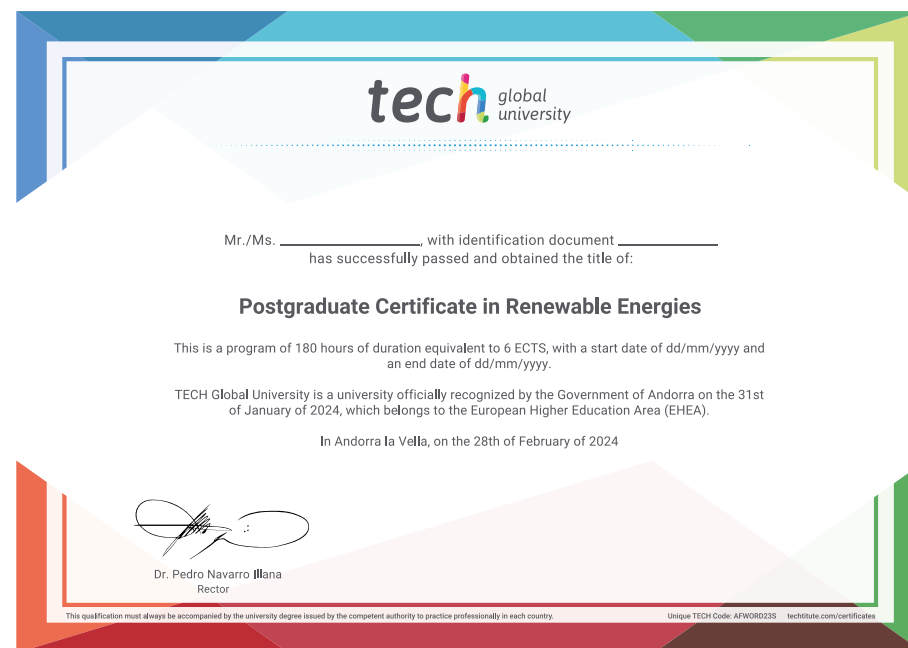 tech global university
Mr./Ms. ____________________, with identification document ______________
has successfully passed and obtained the title of:
Postgraduate Certificate in Renewable Energies
This is a program of 180 hours of duration equivalent to 6 ECTS, with a start date of dd/mm/yyyy and
an end date of dd/mm/yyyy.
TECH Global University is a university officially recognized by the Government of Andorra on the 31st
of January of 2024, which belongs to the European Higher Education Area (EHEA).
In Andorra la Vella, on the 28th of February of 2024
Dr. Pedro Navarro Illana
Rector
This qualification must always be accompanied by the university degree issued by the competent authority to practice professionally in each country.
Unique TECH Code: AFWORD23S techtitute.com/certificates